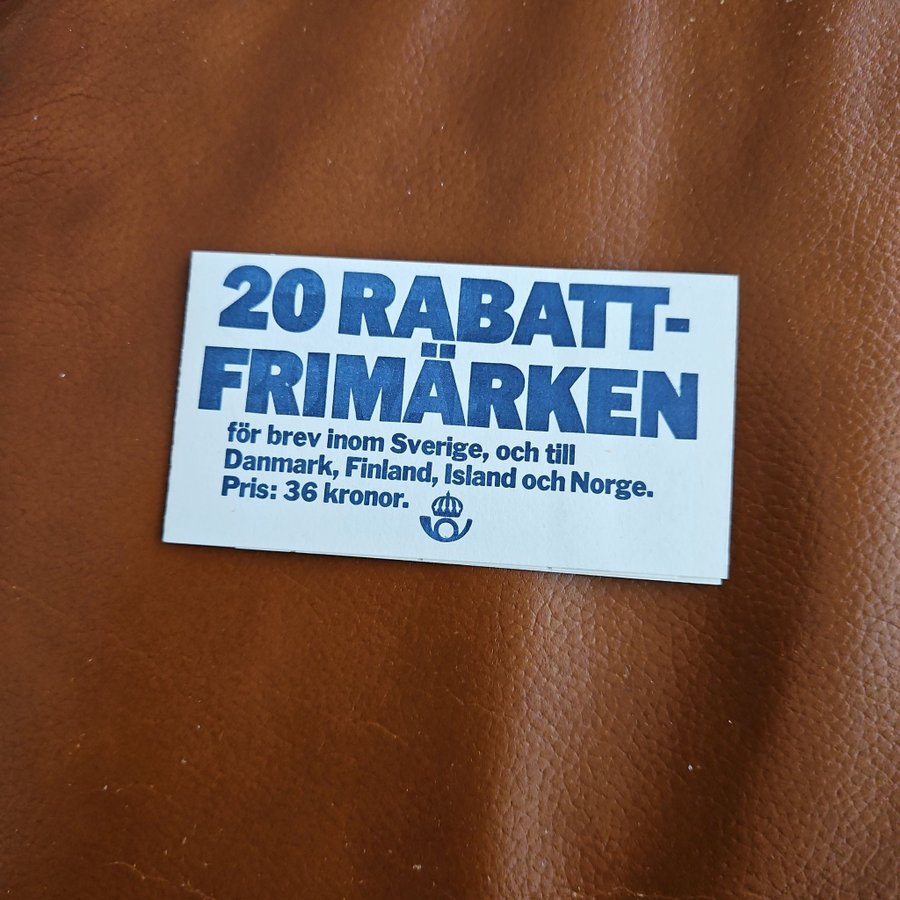 20 RABATT-
FRIMÄRKEN
för brev inom Sverige, och till
Danmark, Finland, Island och Norge.
Pris: 36 kronor.